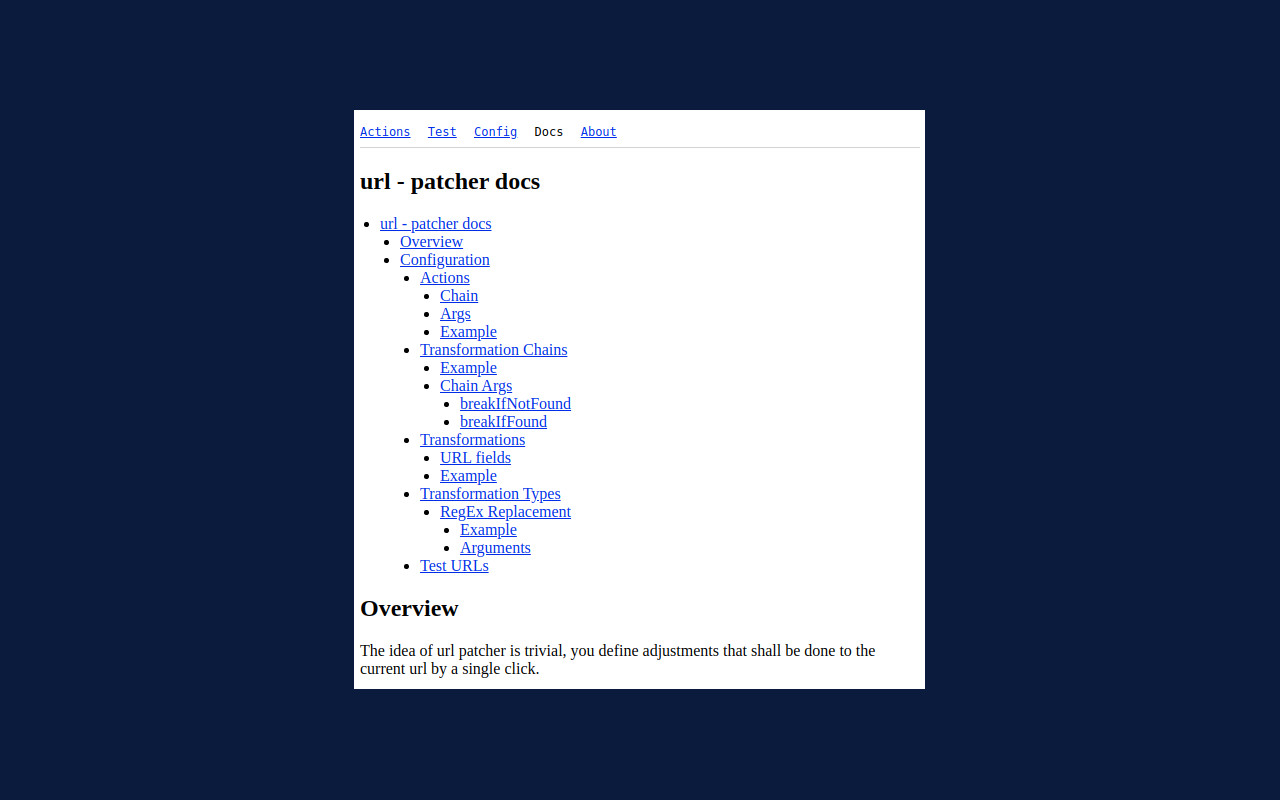 Actions Test Config Docs About
url - patcher docs
url - patcher docs
Overview
Configuration
Actions
Chain
Args
Example
Transformation Chains
Example
Chain Args
breakIfNotFound
breakIfFound
Transformations
URL fields
Example
Transformation Types
RegEx Replacement
Example
Arguments
Test URLs
Overview
The idea of url patcher is trivial, you define adjustments that shall be done to the
current url by a single click.